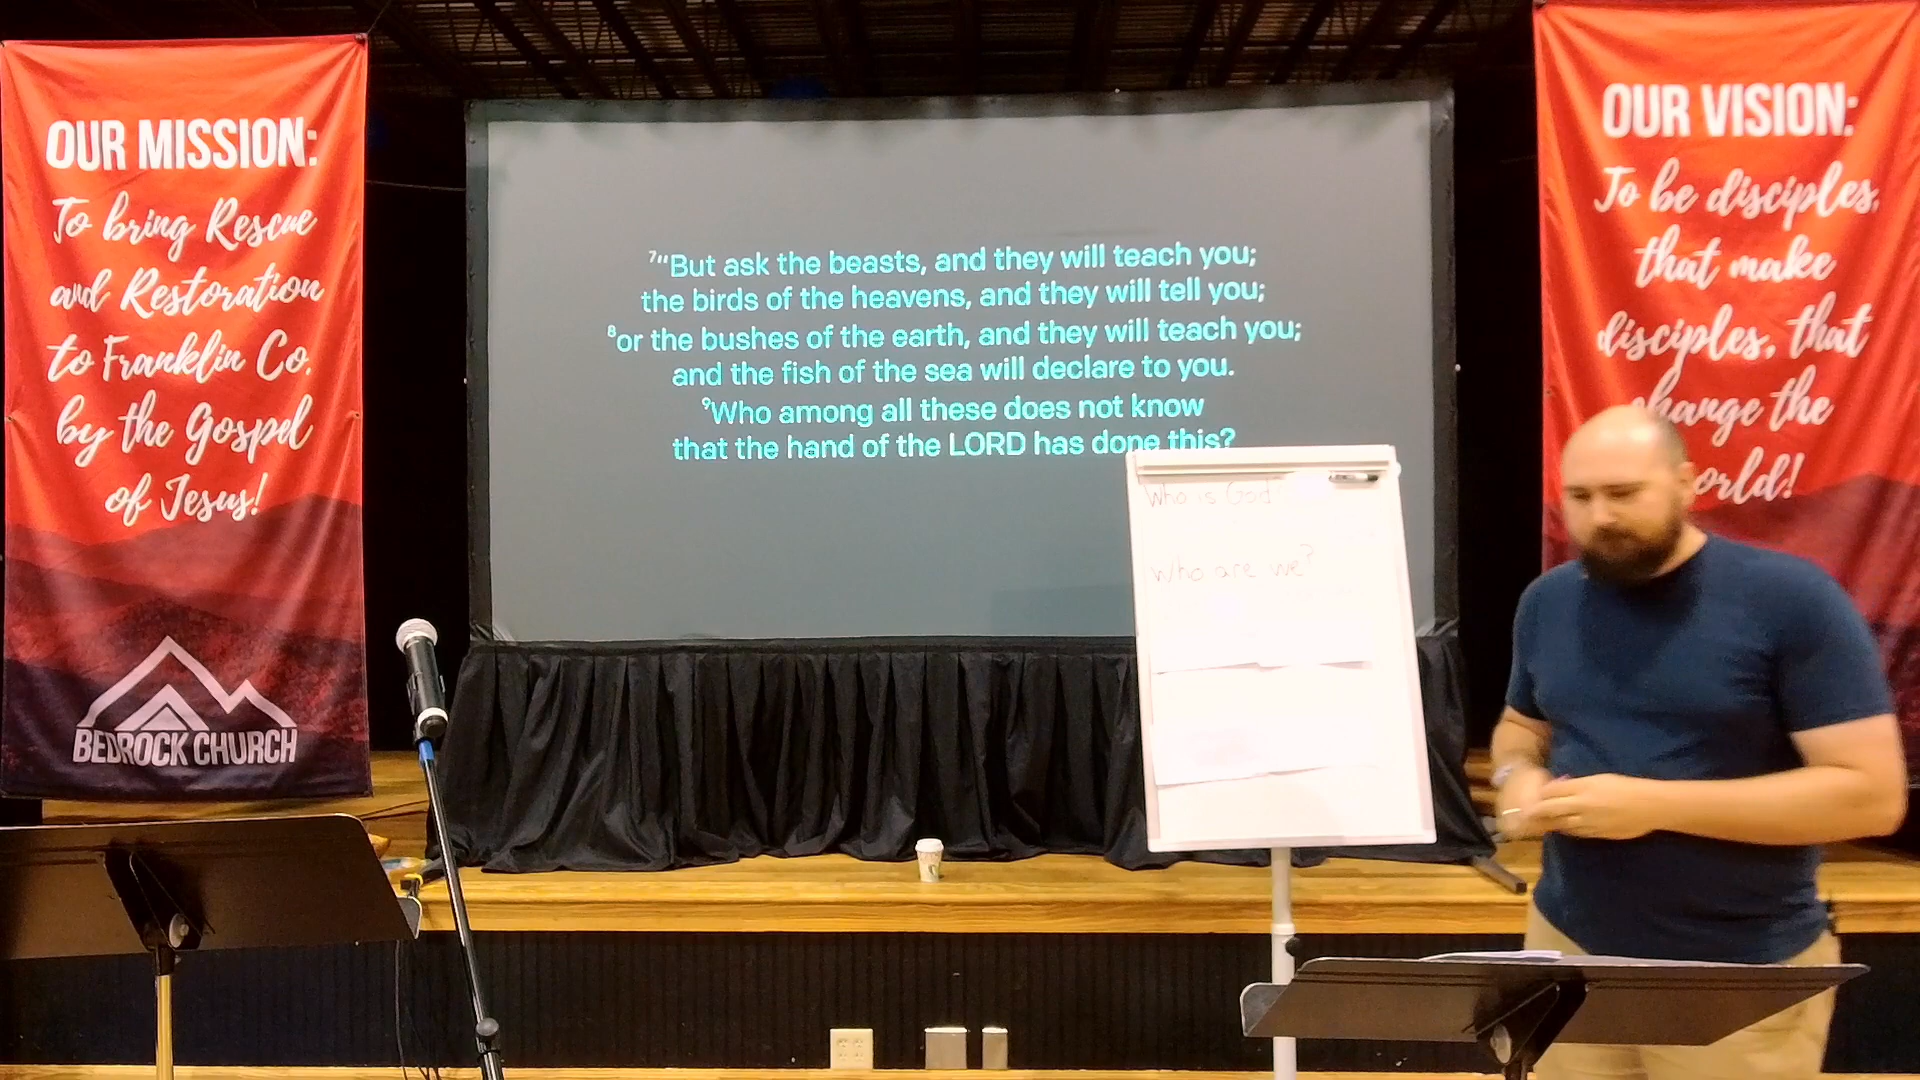 OUR MISSION:
To bring Rescue
and Restoration
to Franklin Co.
by the Gospel
of Jesus!
BEDROCK CHURCH
⁷“But ask the beasts, and they will teach you;
the birds of the heavens, and they will tell you;
⁸or the bushes of the earth, and they will teach you;
and the fish of the sea will declare to you.
⁹Who among all these does not know
that the hand of the LORD has done this?
Who is God?
Who are we?
OUR VISION:
To be disciples,
that make
disciples, that
change the
world!